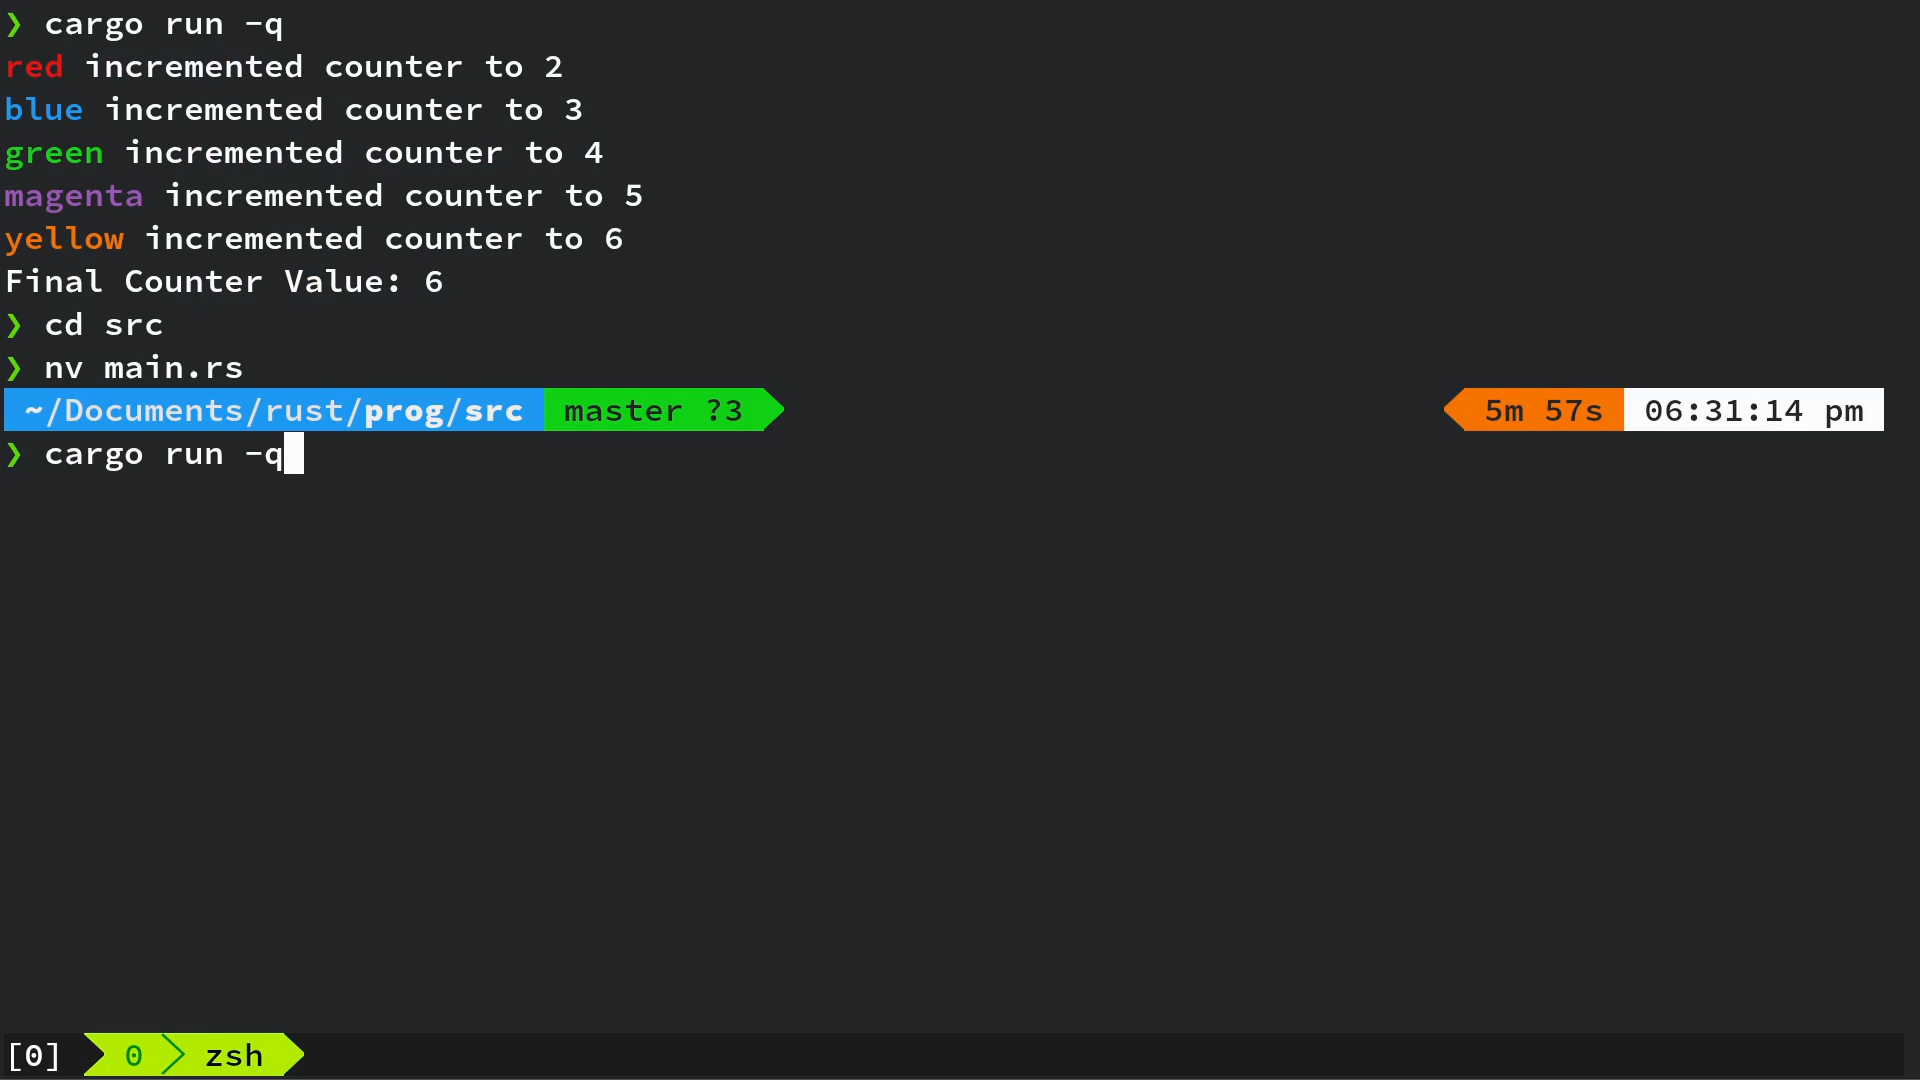 ❯ cargo run -q
red incremented counter to 2
blue incremented counter to 3
green incremented counter to 4
magenta incremented counter to 5
yellow incremented counter to 6
Final Counter Value: 6
❯ cd src
❯ nv main.rs
~/Documents/rust/prog/src master ?3 5m 57s 06:31:14 pm
❯ cargo run -q
[0] 0 zsh